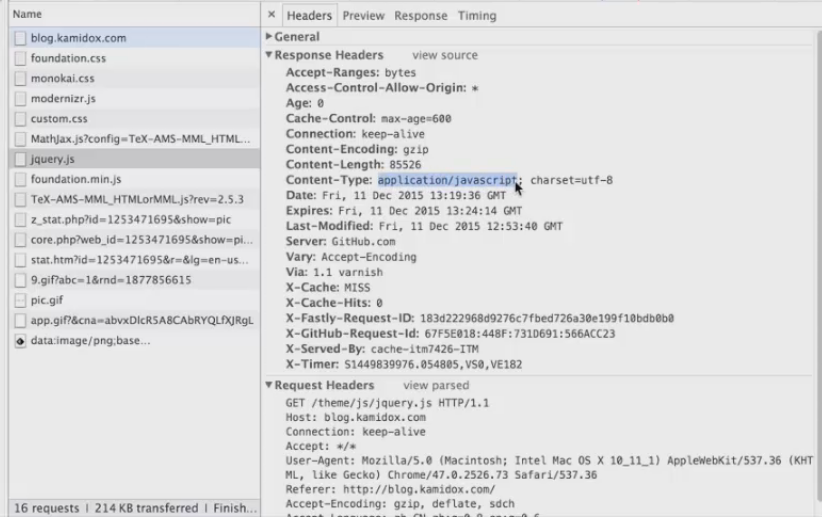 Name
blog.kamidox.com
foundation.css
monokai.css
modernizr.js
custom.css
MathJax.js?config=TeX-AMS-MML_HTML...
jquery.js
foundation.min.js
TeX-AMS-MML_HTMLorMML.js?rev=2.5.3
z_stat.php?id=1253471695&show=pic
core.php?web_id=1253471695&show=pi...
stat.htm?id=1253471695&r=&lg=en-us...
9.gif?abc=1&rnd=1877856615
pic.gif
app.gif?&cna=abvxDIcR5A8CAbRYQLfXJRgL
data:image/png;base...
16 requests | 214 KB transferred | Finish...
× Headers Preview Response Timing
▶General
▼Response Headers view source
Accept-Ranges: bytes
Access-Control-Allow-Origin: *
Age: 0
Cache-Control: max-age=600
Connection: keep-alive
Content-Encoding: gzip
Content-Length: 85526
Content-Type: application/javascript; charset=utf-8
Date: Fri, 11 Dec 2015 13:19:36 GMT
Expires: Fri, 11 Dec 2015 13:24:14 GMT
Last-Modified: Fri, 11 Dec 2015 12:53:40 GMT
Server: GitHub.com
Vary: Accept-Encoding
Via: 1.1 varnish
X-Cache: MISS
X-Cache-Hits: 0
X-Fastly-Request-ID: 183d222968d9276c7fbed726a30e199f10bdb0b0
X-GitHub-Request-Id: 67F5E018:448F:731D691:566ACC23
X-Served-By: cache-itm7426-ITM
X-Timer: S1449839976.054805,VS0,VE182
▼Request Headers view parsed
GET /theme/js/jquery.js HTTP/1.1
Host: blog.kamidox.com
Connection: keep-alive
Accept: */*
User-Agent: Mozilla/5.0 (Macintosh; Intel Mac OS X 10_11_1) AppleWebKit/537.36 (KHT
ML, like Gecko) Chrome/47.0.2526.73 Safari/537.36
Referer: http://blog.kamidox.com/
Accept-Encoding: gzip, deflate, sdch